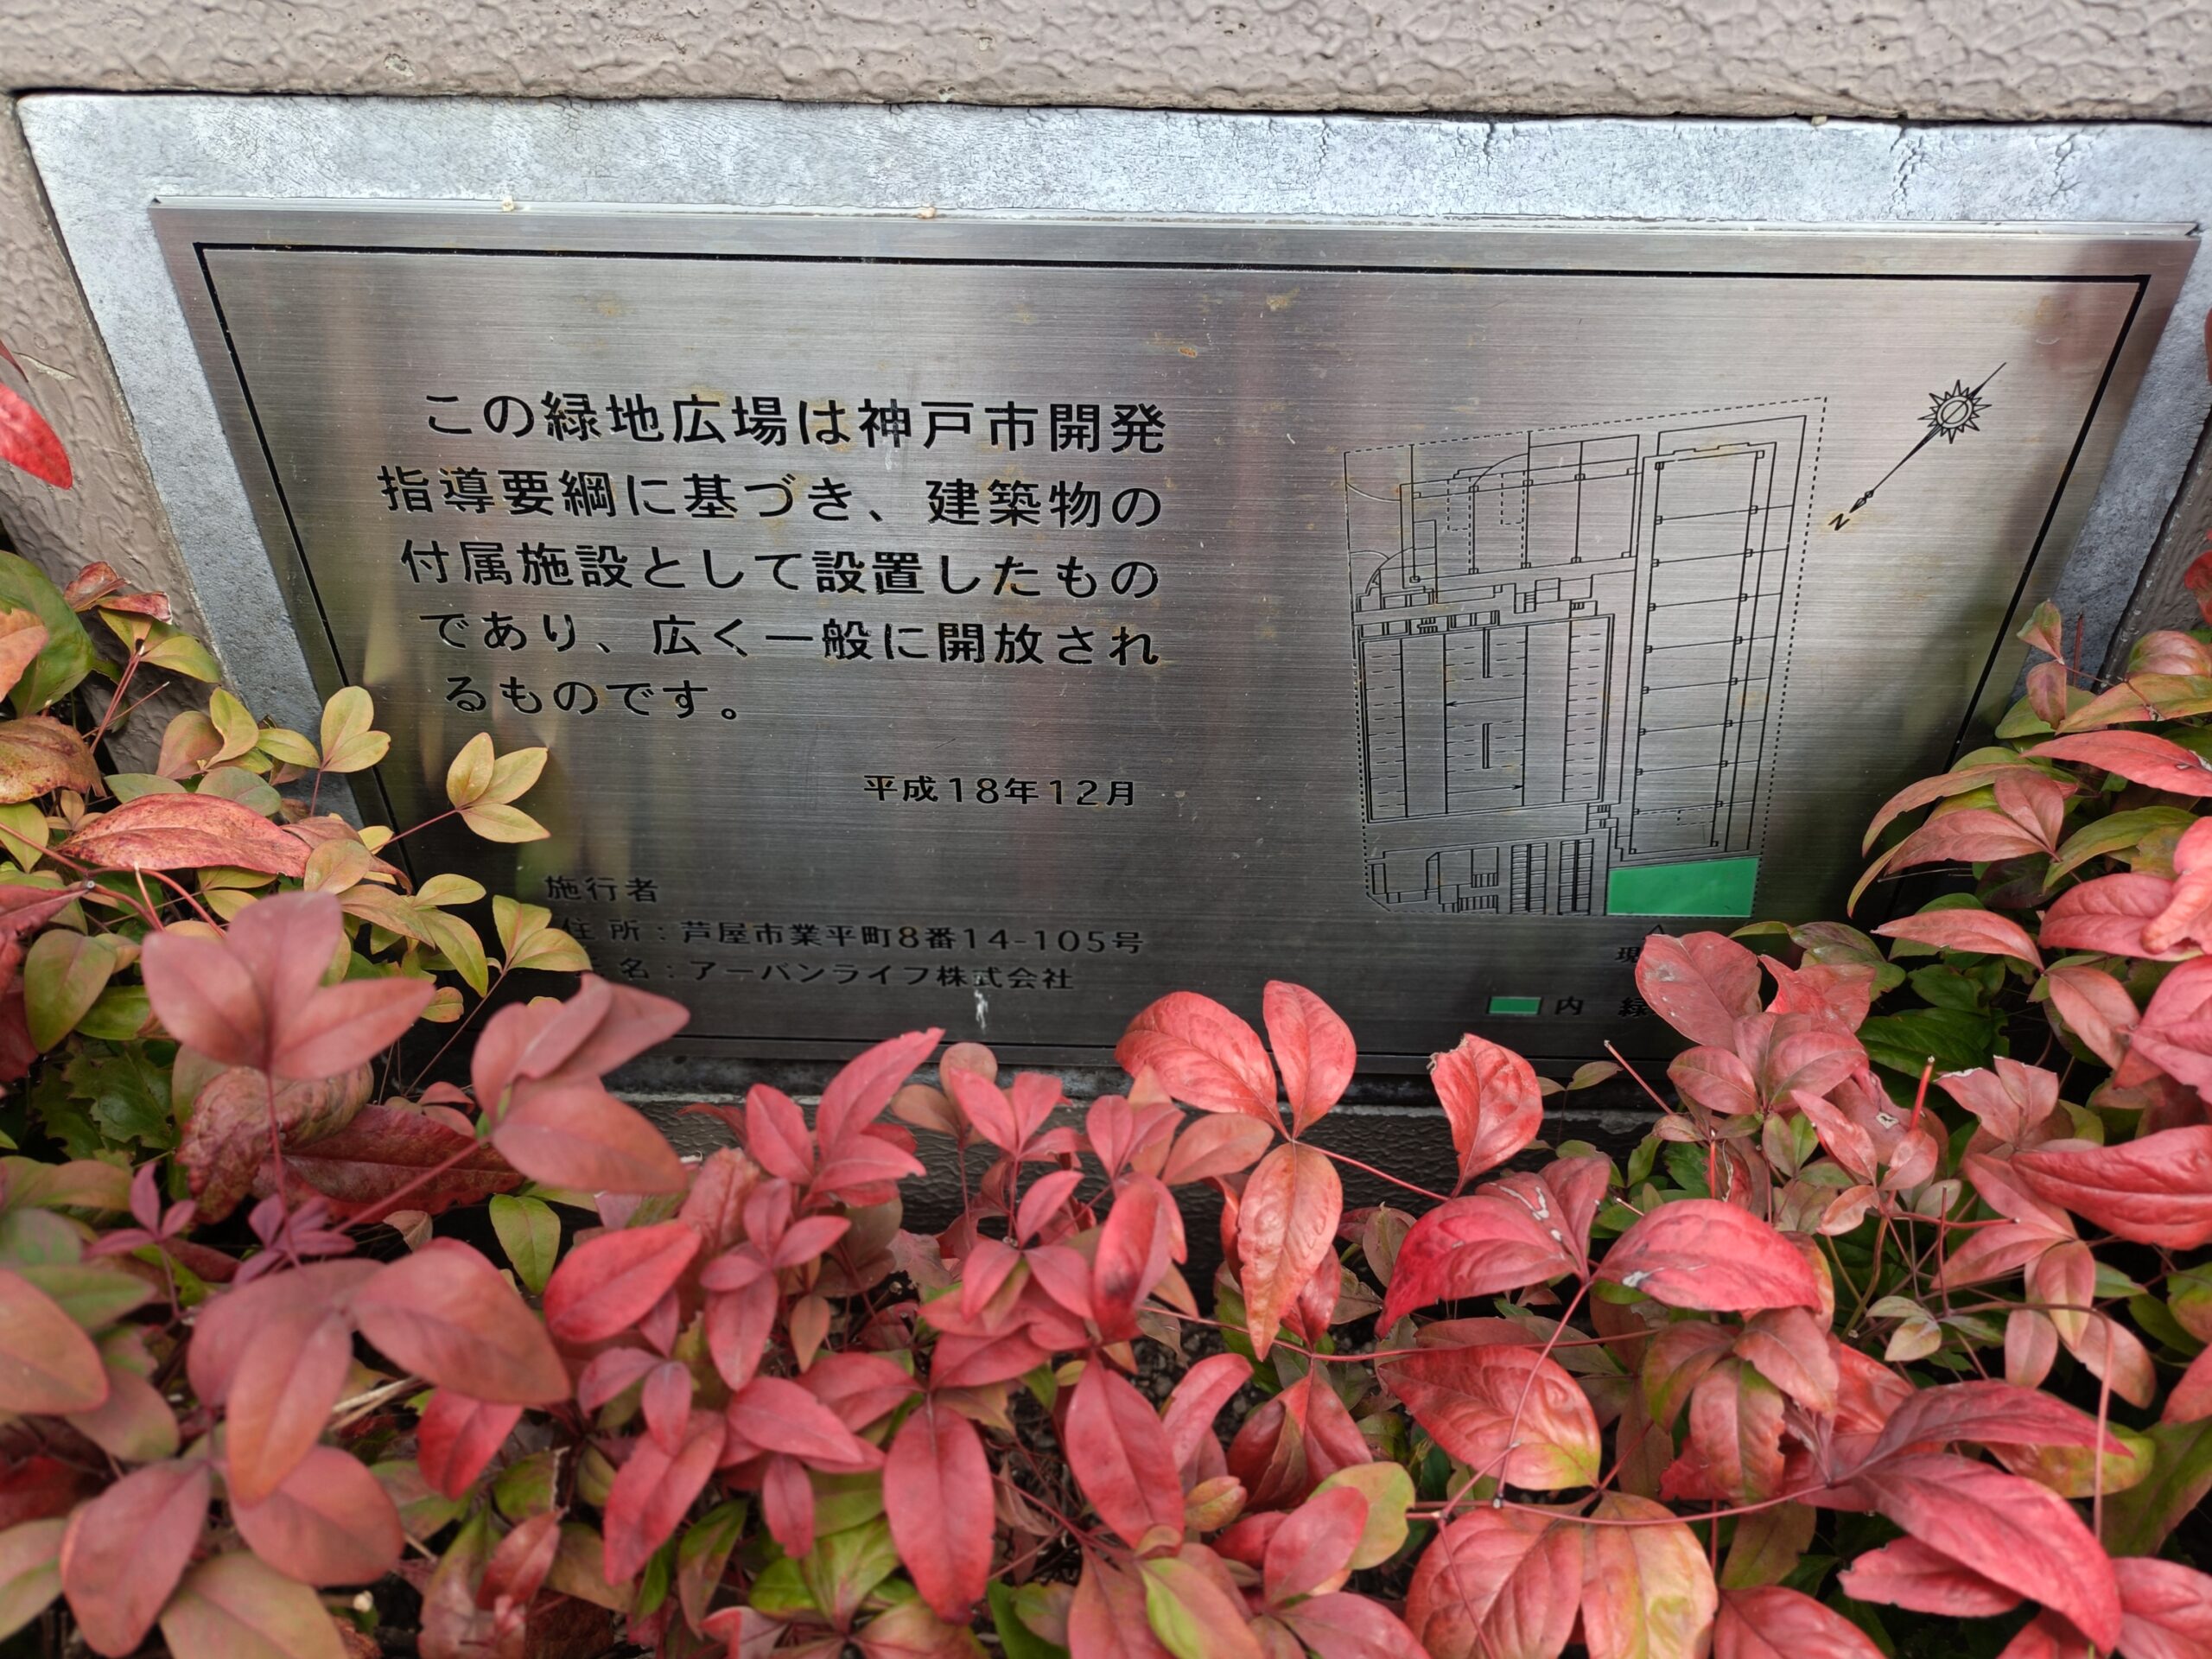 この緑地広場は神戸市開発
指導要綱に基づき、建築物の
付属施設として設置したもの
であり、広く一般に開放され
るものです。
平成18年12月
施行者
住所：芦屋市業平町8番14-105号
名：アーバンライフ株式会社
N
現
内 緑